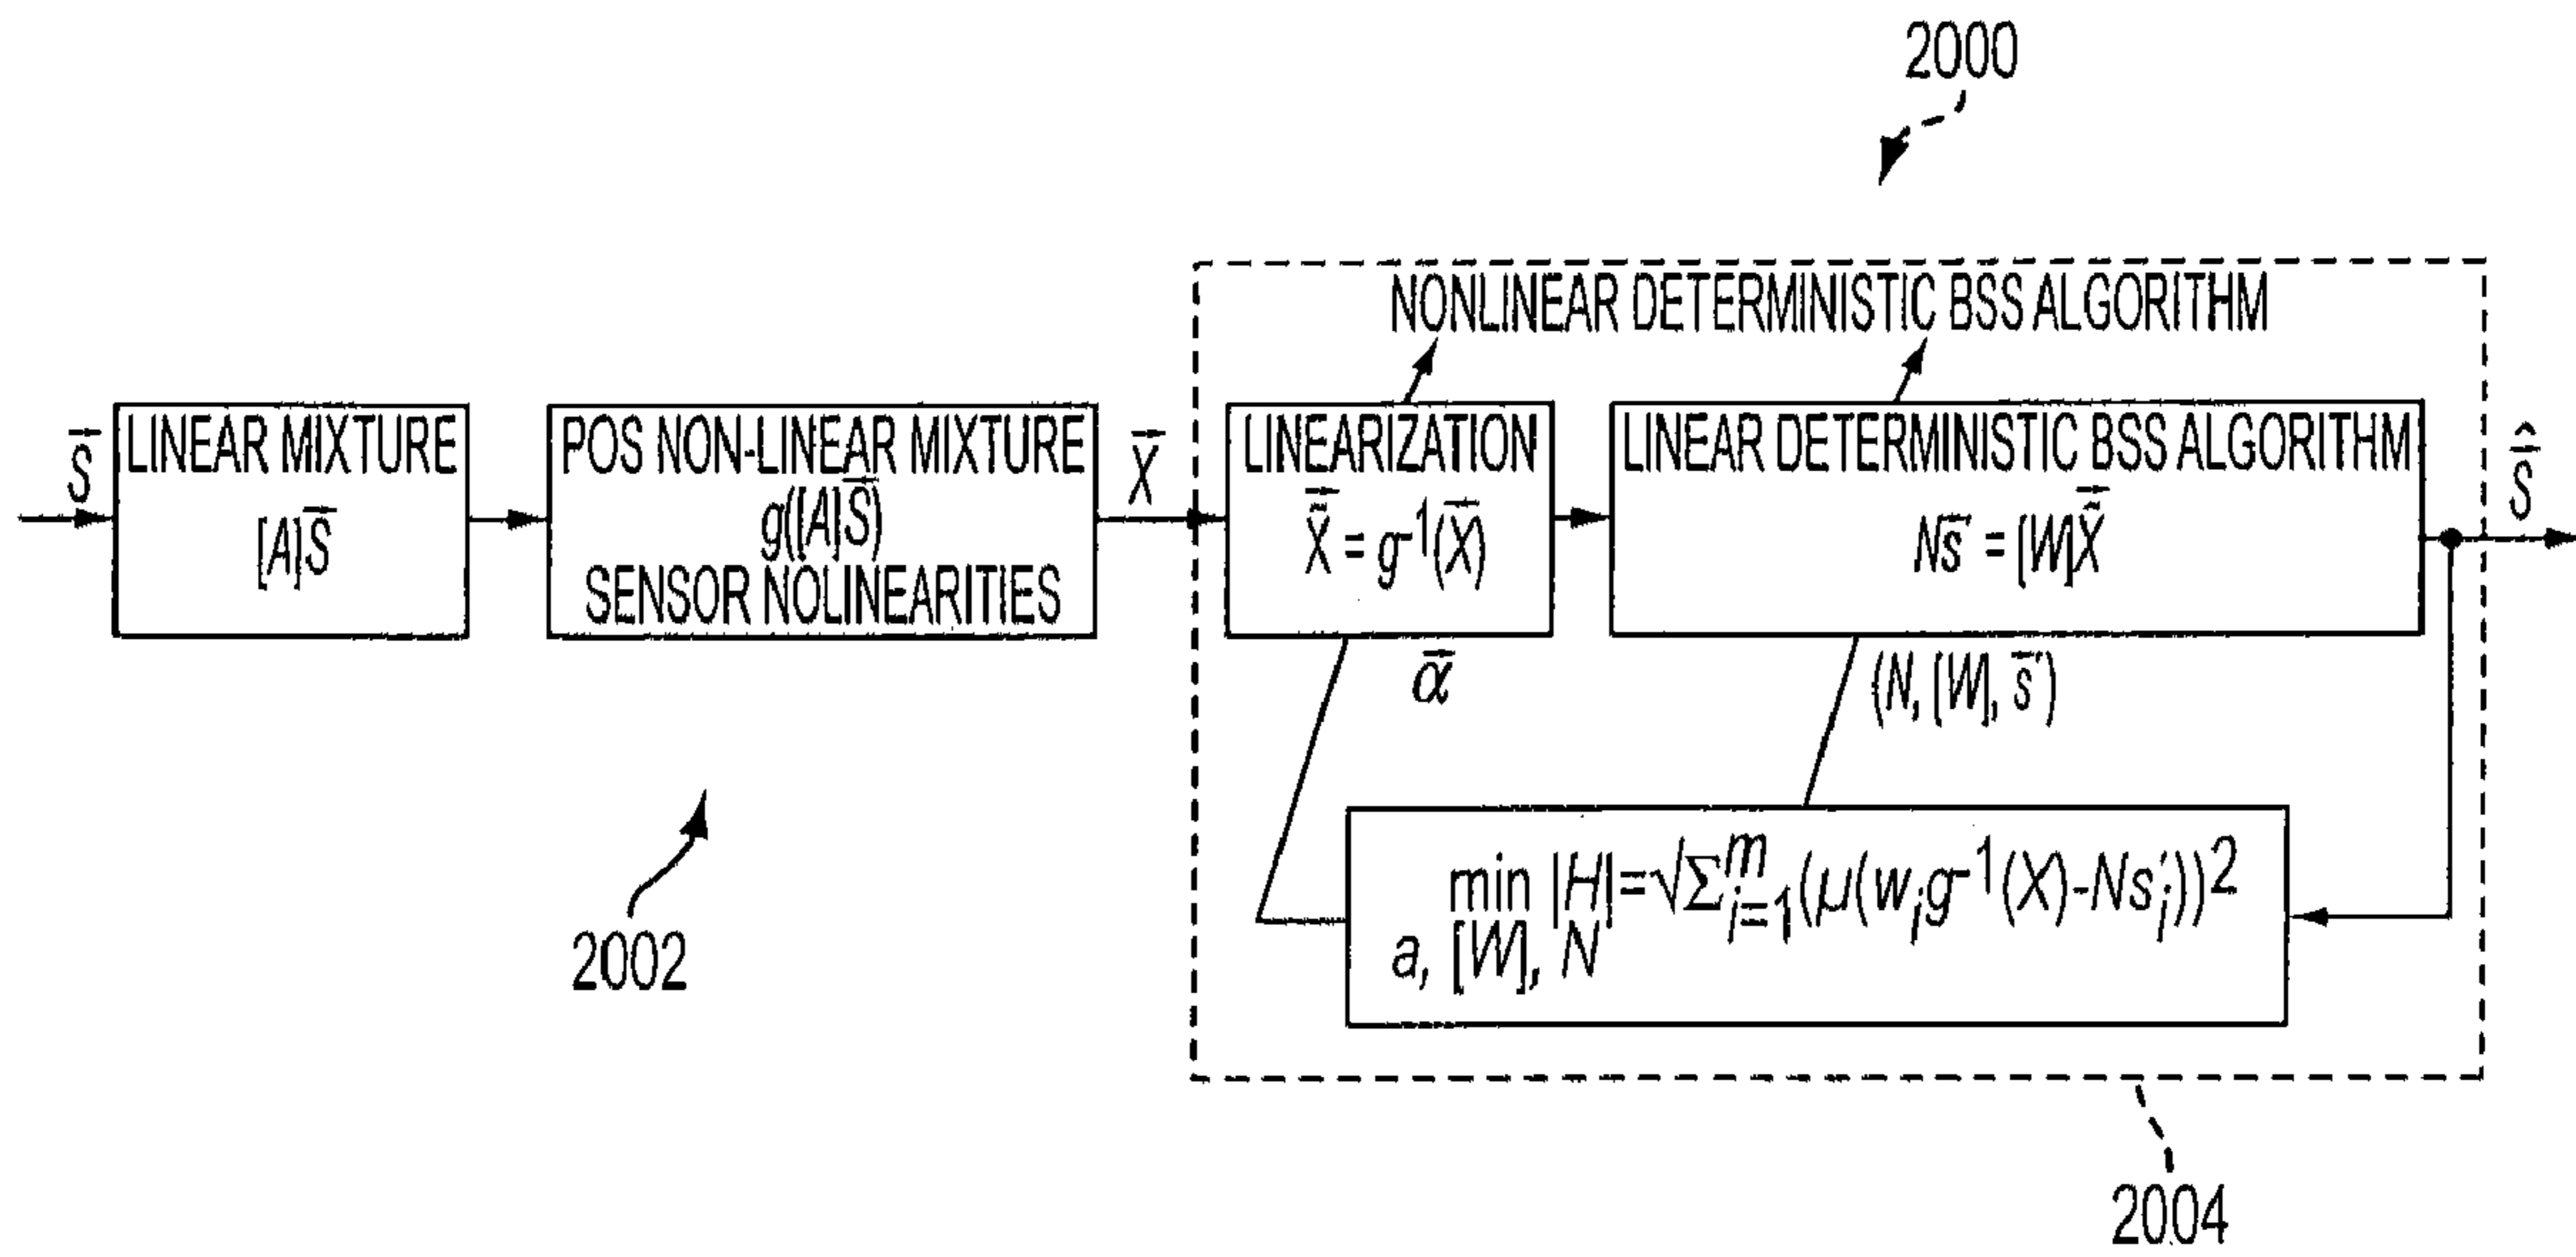 2000
NONLINEAR DETERMINISTIC BSS ALGORITHM
S⃗
LINEAR MIXTURE
[A]S⃗
POS NON-LINEAR MIXTURE
g([A]S⃗)
SENSOR NOLINEARITIES
X⃗
LINEARIZATION
X̃⃗ = g⁻¹(X⃗)
LINEAR DETERMINISTIC BSS ALGORITHM
Ns⃗′ = [W]X̃⃗
ŝ⃗
α⃗
(N, [W], s⃗′)
min |H|=√Σᵐᵢ₌₁(μ(wᵢg⁻¹(X)-Ns′ᵢ))²
a, [W], N
2002
2004